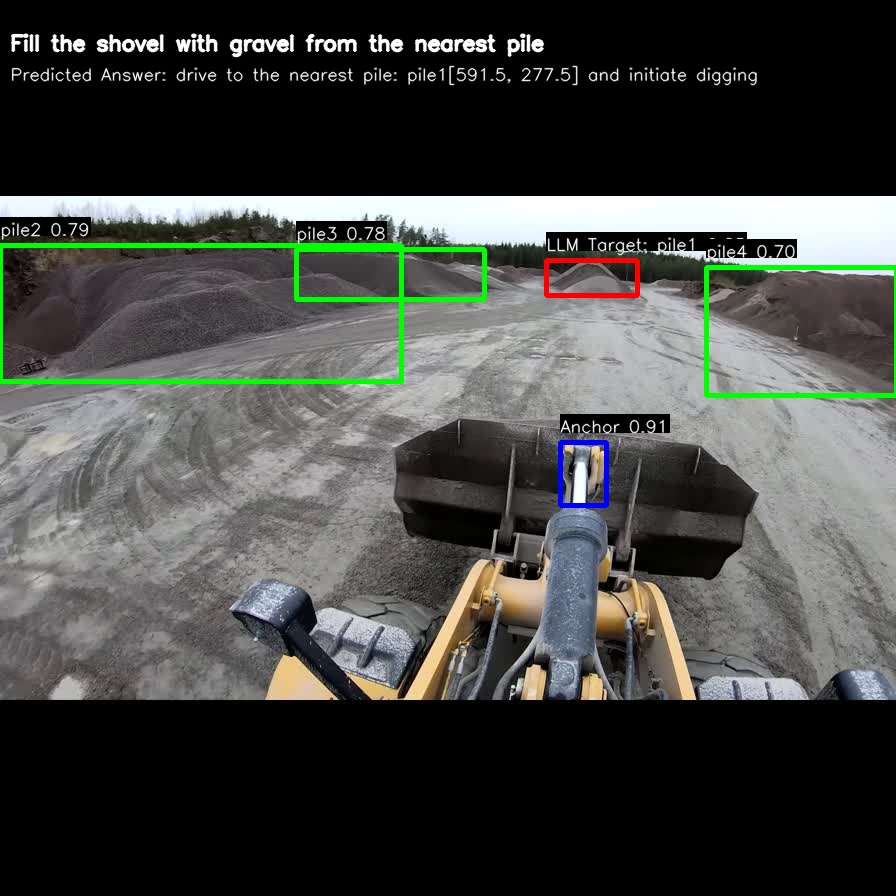 Fill the shovel with gravel from the nearest pile
Predicted Answer: drive to the nearest pile: pile1[591.5, 277.5] and initiate digging
pile2 0.79
pile3 0.78
LLM Target: pile1
pile4 0.70
Anchor 0.91